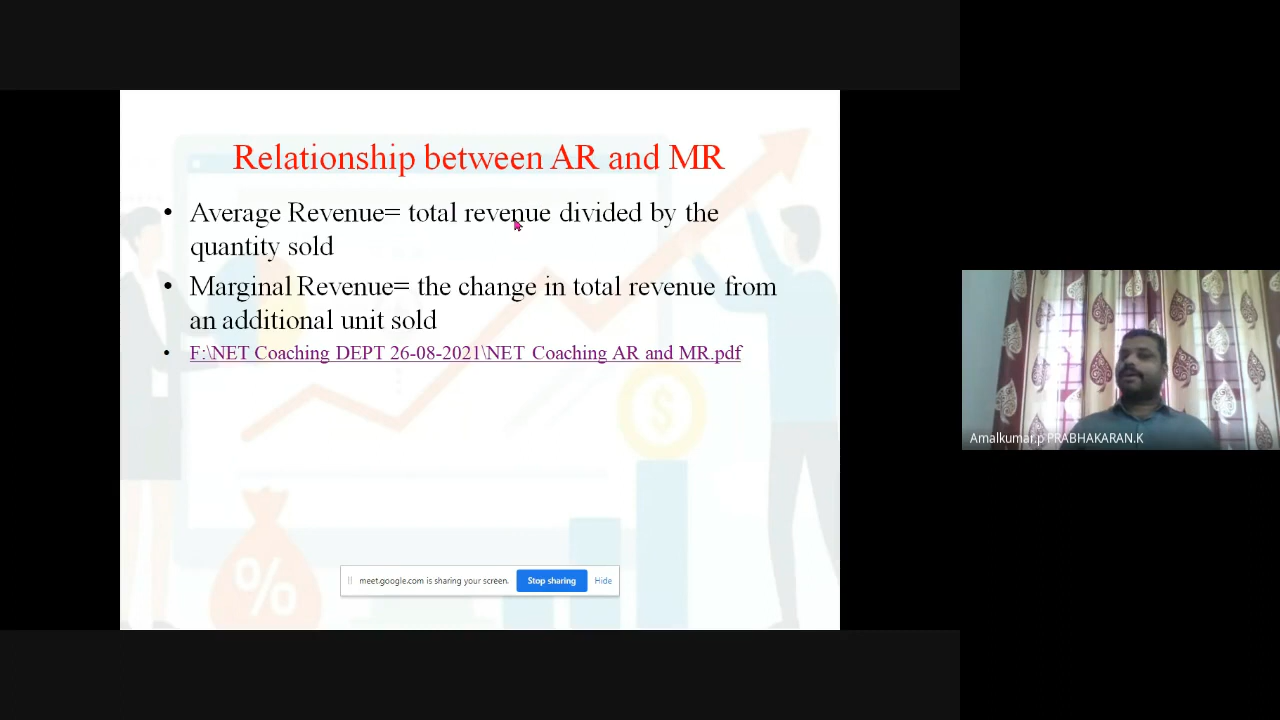 Relationship between AR and MR
• Average Revenue= total revenue divided by the
quantity sold
• Marginal Revenue= the change in total revenue from
an additional unit sold
• F:\NET Coaching DEPT 26-08-2021\NET Coaching AR and MR.pdf
$
%
meet.google.com is sharing your screen. Stop sharing Hide
Amalkumar.p PRABHAKARAN.K